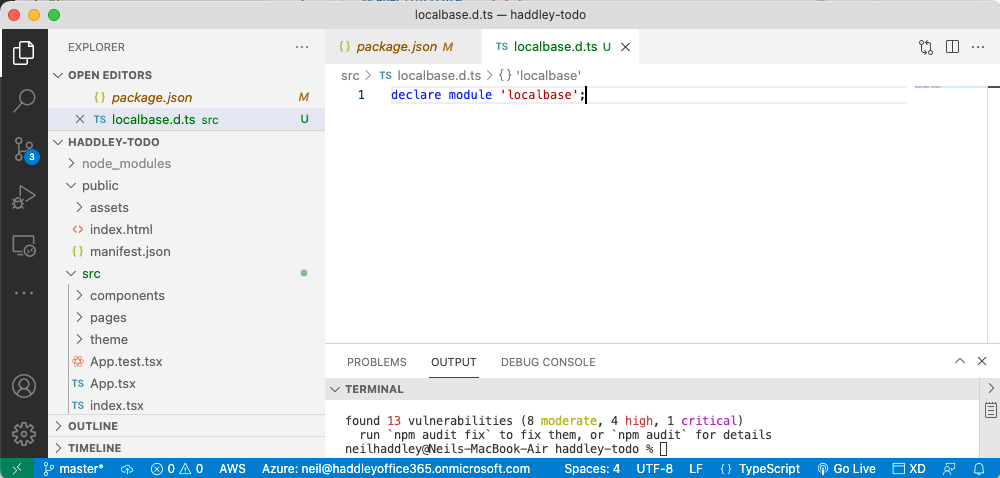 localbase.d.ts — haddley-todo
EXPLORER
OPEN EDITORS
{ } package.json M
TS localbase.d.ts src U
HADDLEY-TODO
node_modules
public
assets
<> index.html
{ } manifest.json
src
components
pages
theme
App.test.tsx
TS App.tsx
TS index.tsx
OUTLINE
TIMELINE
3
{ } package.json M
TS localbase.d.ts U
src > TS localbase.d.ts > { } 'localbase'
1 declare module 'localbase';
PROBLEMS OUTPUT DEBUG CONSOLE
TERMINAL
found 13 vulnerabilities (8 moderate, 4 high, 1 critical)
run `npm audit fix` to fix them, or `npm audit` for details
neilhaddley@Neils-MacBook-Air haddley-todo %
master* 0 0 AWS Azure: neil@haddleyoffice365.onmicrosoft.com Spaces: 4 UTF-8 LF { } TypeScript Go Live XD